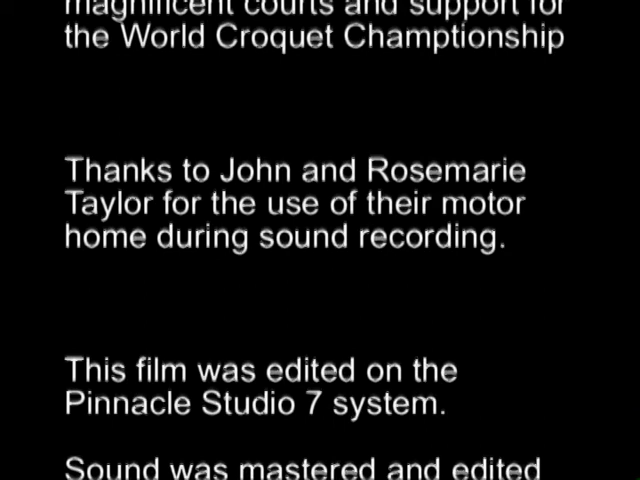 magnificent courts and support for
the World Croquet Champtionship
Thanks to John and Rosemarie
Taylor for the use of their motor
home during sound recording.
This film was edited on the
Pinnacle Studio 7 system.
Sound was mastered and edited